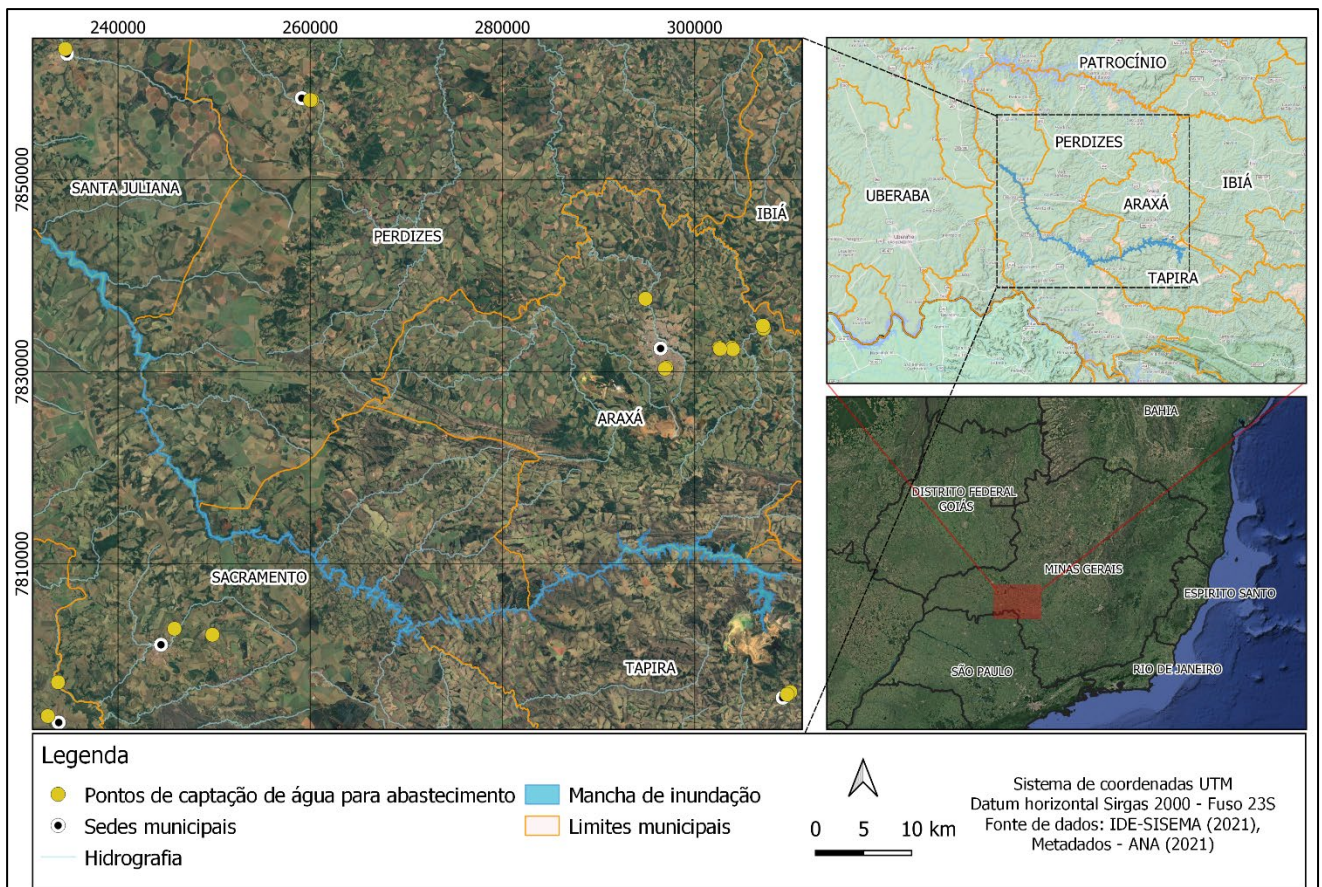 240000
260000
280000
300000
7850000
7830000
7810000
SANTA JULIANA
PERDIZES
IBIÁ
ARAXÁ
SACRAMENTO
TAPIRA
PATROCÍNIO
PERDIZES
UBERABA
ARAXÁ
IBIÁ
TAPIRA
BAHIA
DISTRITO FEDERAL
GOIÁS
MINAS GERAIS
ESPIRITO SANTO
SÃO PAULO
RIO DE JANEIRO
Legenda
Pontos de captação de água para abastecimento
Sedes municipais
Hidrografia
Mancha de inundação
Limites municipais
0 5 10 km
Sistema de coordenadas UTM
Datum horizontal Sirgas 2000 - Fuso 23S
Fonte de dados: IDE-SISEMA (2021),
Metadados - ANA (2021)